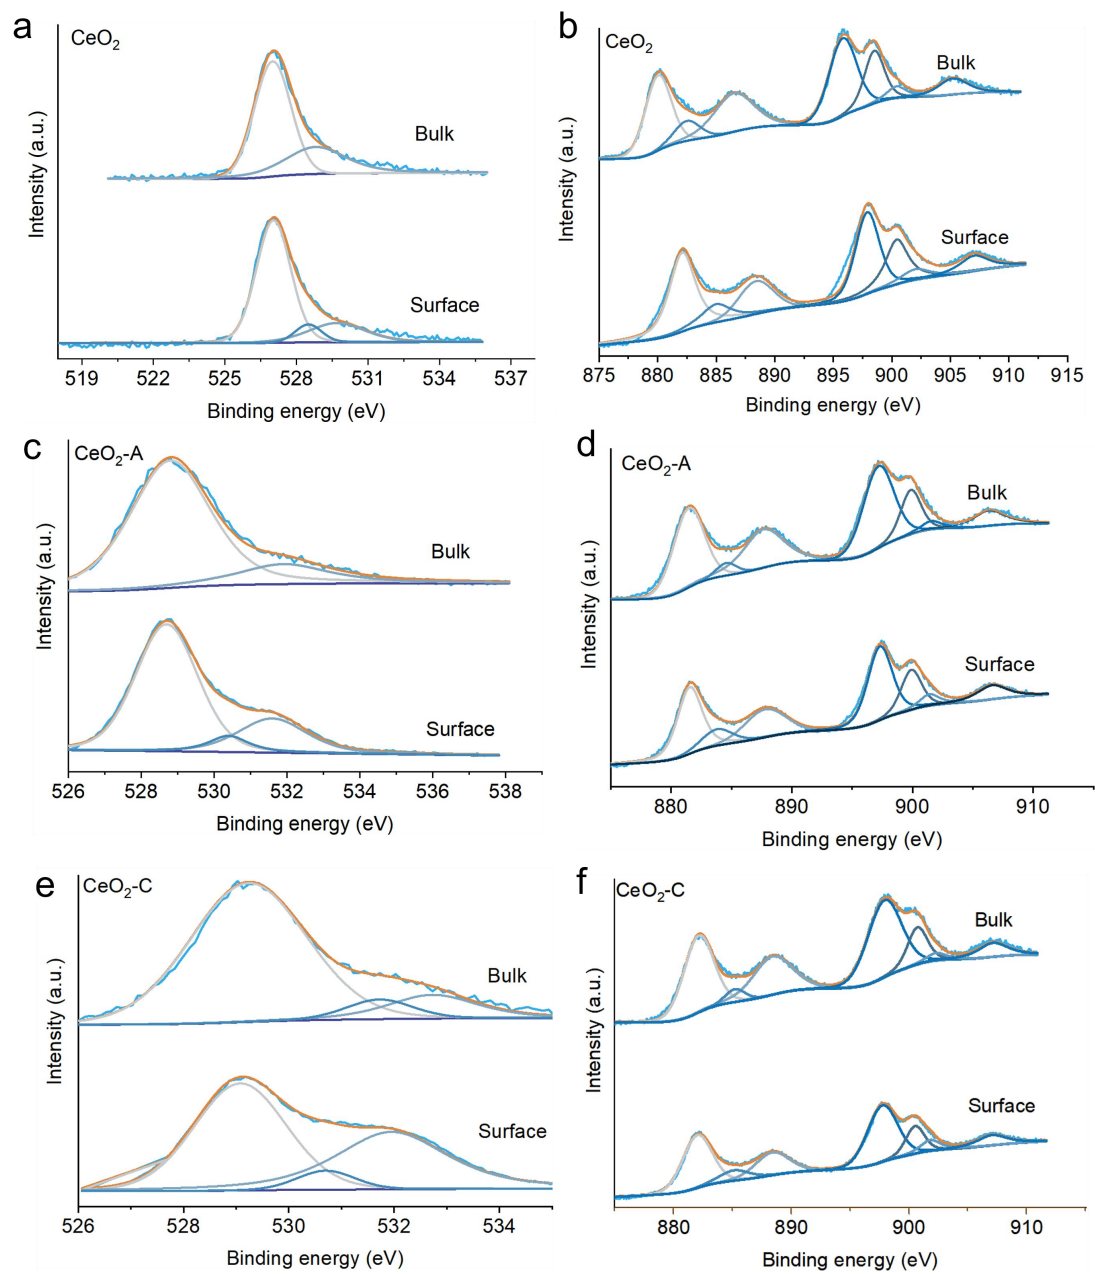 a
CeO2
Bulk
Surface
Intensity (a.u.)
519 522 525 528 531 534 537
Binding energy (eV)
b
CeO2
Bulk
Surface
Intensity (a.u.)
875 880 885 890 895 900 905 910 915
Binding energy (eV)
c
CeO2-A
Bulk
Surface
Intensity (a.u.)
526 528 530 532 534 536 538
Binding energy (eV)
d
CeO2-A
Bulk
Surface
Intensity (a.u.)
880 890 900 910
Binding energy (eV)
e
CeO2-C
Bulk
Surface
Intensity (a.u.)
526 528 530 532 534
Binding energy (eV)
f
CeO2-C
Bulk
Surface
Intensity (a.u.)
880 890 900 910
Binding energy (eV)